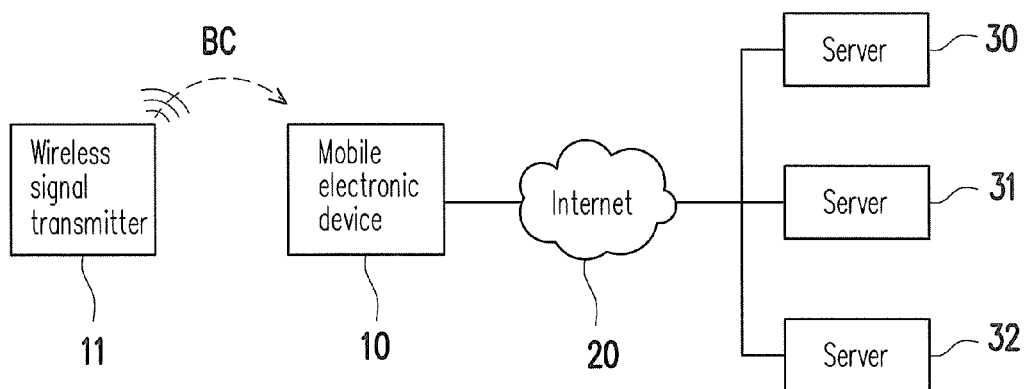 BC
Wireless
signal
transmitter
11
Mobile
electronic
device
10
Internet
20
Server
30
Server
31
Server
32